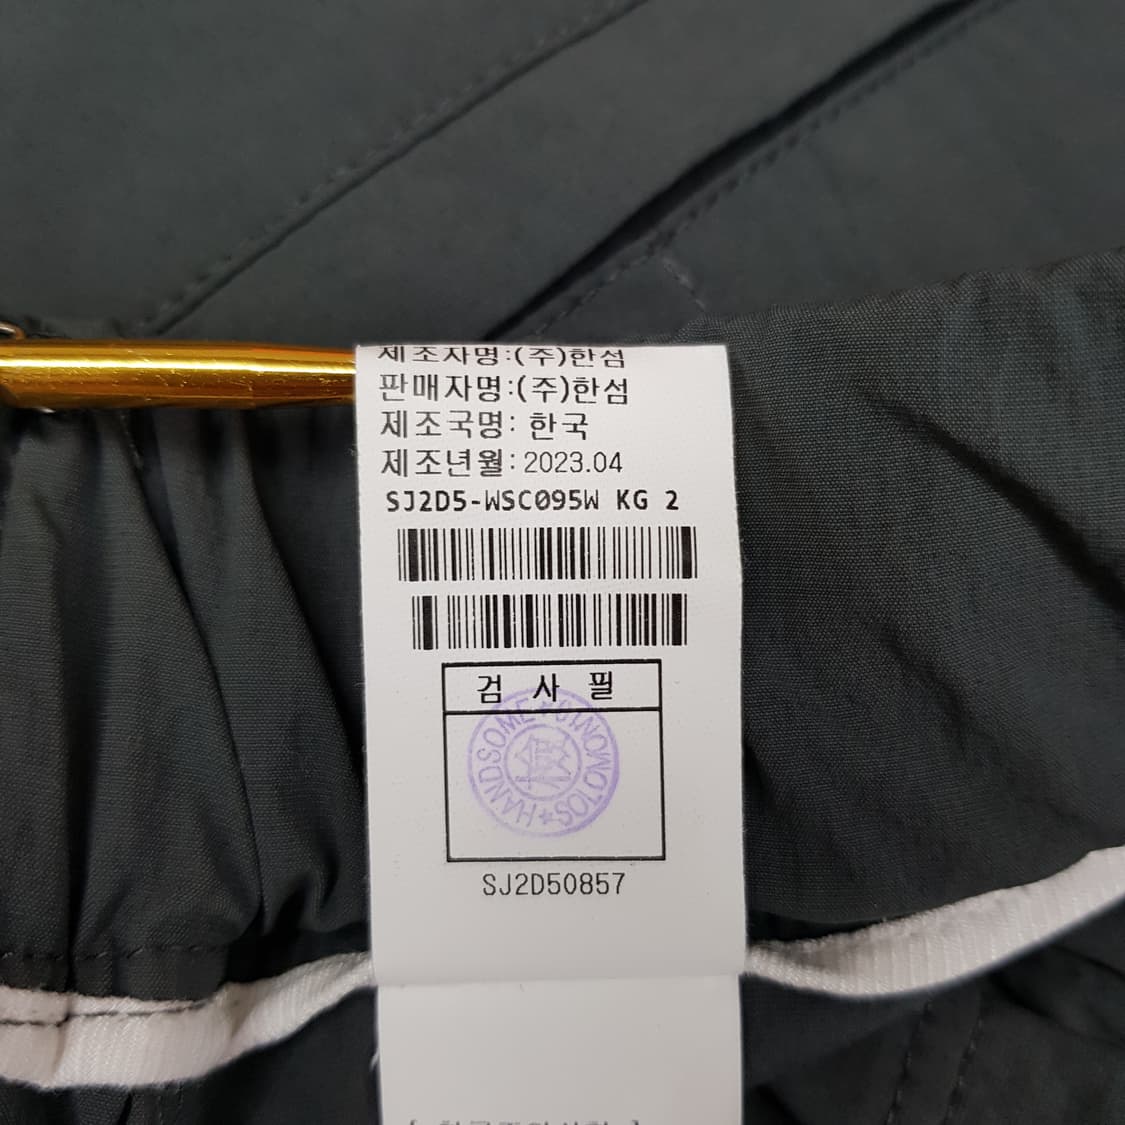 제조자명:(주)한섬
판매자명:(주)한섬
제조국명: 한국
제조년월: 2023.04
SJ2D5-WSC095W KG 2
검 사 필
HANDSOME★
SJ2D50857